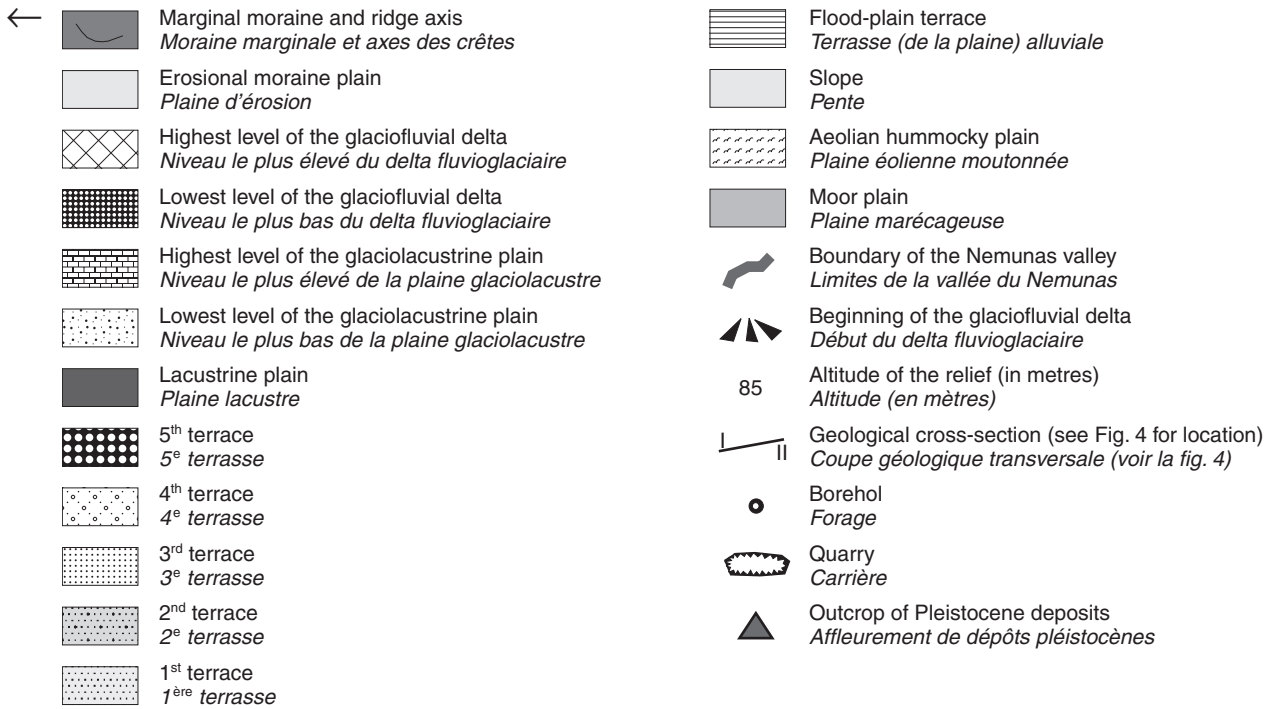 Marginal moraine and ridge axis
Moraine marginale et axes des crêtes
Erosional moraine plain
Plaine d'érosion
Highest level of the glaciofluvial delta
Niveau le plus élevé du delta fluvioglaciaire
Lowest level of the glaciofluvial delta
Niveau le plus bas du delta fluvioglaciaire
Highest level of the glaciolacustrine plain
Niveau le plus élevé de la plaine glaciolacustre
Lowest level of the glaciolacustrine plain
Niveau le plus bas de la plaine glaciolacustre
Lacustrine plain
Plaine lacustre
5th terrace
5e terrasse
4th terrace
4e terrasse
3rd terrace
3e terrasse
2nd terrace
2e terrasse
1st terrace
1ère terrasse
Flood-plain terrace
Terrasse (de la plaine) alluviale
Slope
Pente
Aeolian hummocky plain
Plaine éolienne moutonnée
Moor plain
Plaine marécageuse
Boundary of the Nemunas valley
Limites de la vallée du Nemunas
Beginning of the glaciofluvial delta
Début du delta fluvioglaciaire
85
Altitude of the relief (in metres)
Altitude (en mètres)
I II
Geological cross-section (see Fig. 4 for location)
Coupe géologique transversale (voir la fig. 4)
Borehol
Forage
Quarry
Carrière
Outcrop of Pleistocene deposits
Affleurement de dépôts pléistocènes